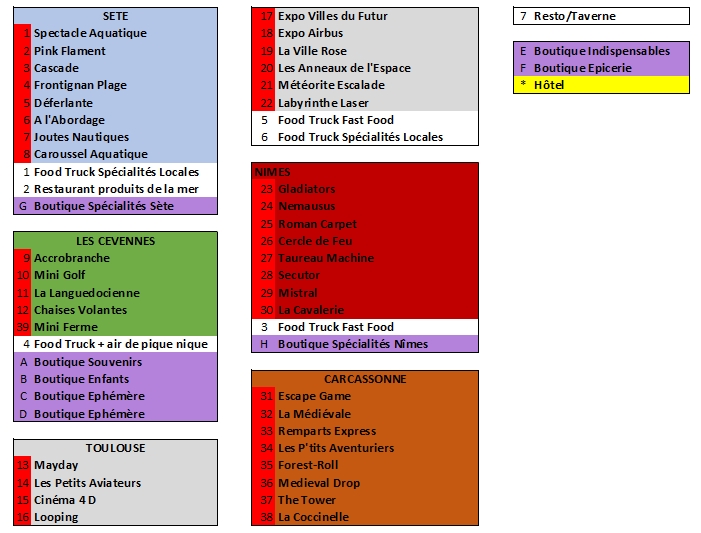 SETE
1 Spectacle Aquatique
2 Pink Flament
3 Cascade
4 Frontignan Plage
5 Déferlante
6 A l'Abordage
7 Joutes Nautiques
8 Caroussel Aquatique
1 Food Truck Spécialités Locales
2 Restaurant produits de la mer
G Boutique Spécialités Sète
LES CEVENNES
9 Accrobranche
10 Mini Golf
11 La Languedocienne
12 Chaises Volantes
39 Mini Ferme
4 Food Truck + air de pique nique
A Boutique Souvenirs
B Boutique Enfants
C Boutique Ephémère
D Boutique Ephémère
TOULOUSE
13 Mayday
14 Les Petits Aviateurs
15 Cinéma 4 D
16 Looping
17 Expo Villes du Futur
18 Expo Airbus
19 La Ville Rose
20 Les Anneaux de l'Espace
21 Météorite Escalade
22 Labyrinthe Laser
5 Food Truck Fast Food
6 Food Truck Spécialités Locales
NIMES
23 Gladiators
24 Nemausus
25 Roman Carpet
26 Cercle de Feu
27 Taureau Machine
28 Secutor
29 Mistral
30 La Cavalerie
3 Food Truck Fast Food
H Boutique Spécialités Nîmes
CARCASSONNE
31 Escape Game
32 La Médiévale
33 Remparts Express
34 Les P'tits Aventuriers
35 Forest-Roll
36 Medieval Drop
37 The Tower
38 La Coccinelle
7 Resto/Taverne
E Boutique Indispensables
F Boutique Epicerie
* Hôtel